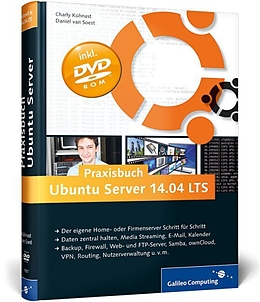 Charly Kühnast
Daniel van Soest
inkl.
DVD
ROM
Praxisbuch
Ubuntu Server
Praxisbuch
Ubuntu Server 14.04 LTS
▸ Der eigene Home- oder Firmenserver Schritt für Schritt
▸ Daten zentral halten, Media Streaming, E-Mail, Kalender
▸ Backup, Firewall, Web- und FTP-Server, Samba, ownCloud,
VPN, Routing, Nutzerverwaltung u.v.m.
Galileo Computing